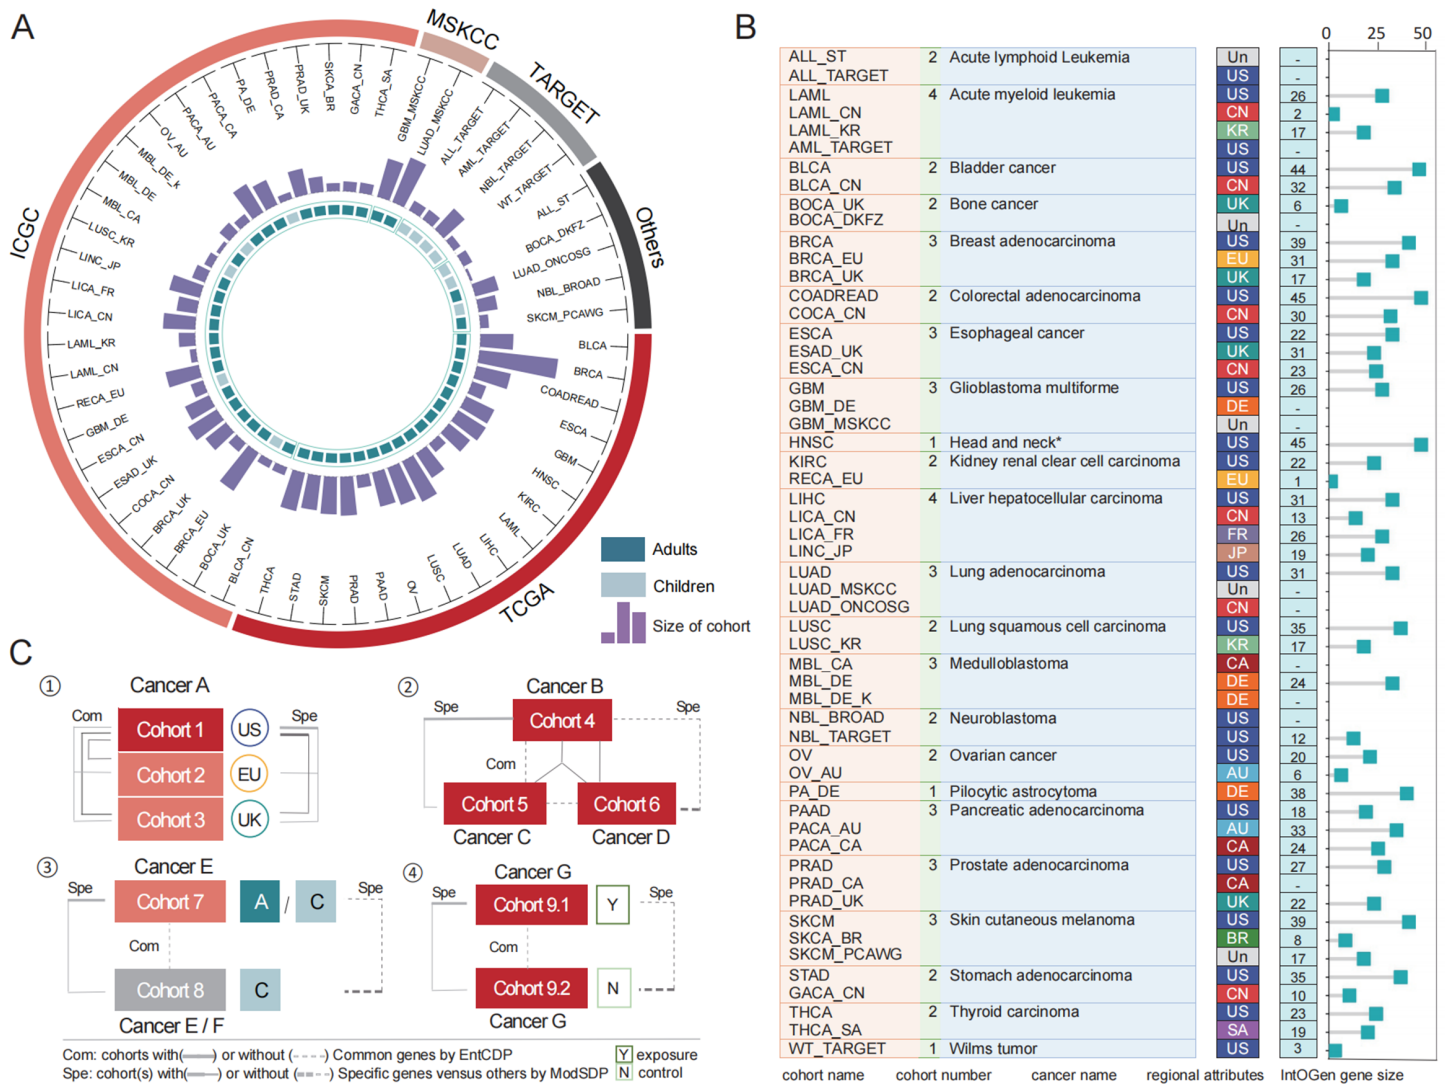 A
MSKCC
TARGET
Others
TCGA
ICGC
BLCA
BRCA
COADREAD
ESCA
GBM
HNSC
KIRC
LAML
LIHC
LUAD
LUSC
OV
PAAD
PRAD
SKCM
STAD
THCA
BLCA_CN
BOCA_UK
BRCA_EU
BRCA_UK
COCA_CN
ESAD_UK
ESCA_CN
GBM_DE
RECA_EU
LAML_CN
LAML_KR
LICA_CN
LICA_FR
LINC_JP
LUSC_KR
MBL_CA
MBL_DE
MBL_DE_k
OV_AU
PACA_AU
PACA_CA
PA_DE
PRAD_CA
PRAD_UK
SKCA_BR
GACA_CN
THCA_SA
GBM_MSKCC
LUAD_MSKCC
ALL_TARGET
AML_TARGET
NBL_TARGET
WT_TARGET
ALL_ST
BOCA_DKFZ
LUAD_ONCOSG
NBL_BROAD
SKCM_PCAWG
Adults
Children
Size of cohort
B
0 25 50
ALL_ST 2 Acute lymphoid Leukemia Un -
ALL_TARGET US -
LAML 4 Acute myeloid leukemia US 26
LAML_CN CN 2
LAML_KR KR 17
AML_TARGET US -
BLCA 2 Bladder cancer US 44
BLCA_CN CN 32
BOCA_UK 2 Bone cancer UK 6
BOCA_DKFZ Un -
BRCA 3 Breast adenocarcinoma US 39
BRCA_EU EU 31
BRCA_UK UK 17
COADREAD 2 Colorectal adenocarcinoma US 45
COCA_CN CN 30
ESCA 3 Esophageal cancer US 22
ESAD_UK UK 31
ESCA_CN CN 23
GBM 3 Glioblastoma multiforme US 26
GBM_DE DE -
GBM_MSKCC Un -
HNSC 1 Head and neck* US 45
KIRC 2 Kidney renal clear cell carcinoma US 22
RECA_EU EU 1
LIHC 4 Liver hepatocellular carcinoma US 31
LICA_CN CN 13
LICA_FR FR 26
LINC_JP JP 19
LUAD 3 Lung adenocarcinoma US 31
LUAD_MSKCC Un -
LUAD_ONCOSG CN -
LUSC 2 Lung squamous cell carcinoma US 35
LUSC_KR KR 17
MBL_CA 3 Medulloblastoma CA -
MBL_DE DE 24
MBL_DE_K DE
NBL_BROAD 2 Neuroblastoma US -
NBL_TARGET US 12
OV 2 Ovarian cancer US 20
OV_AU AU 6
PA_DE 1 Pilocytic astrocytoma DE 38
PAAD 3 Pancreatic adenocarcinoma US 18
PACA_AU AU 33
PACA_CA CA 24
PRAD 3 Prostate adenocarcinoma US 27
PRAD_CA CA -
PRAD_UK UK 22
SKCM 3 Skin cutaneous melanoma US 39
SKCA_BR BR 8
SKCM_PCAWG Un 17
STAD 2 Stomach adenocarcinoma US 35
GACA_CN CN 10
THCA 2 Thyroid carcinoma US 23
THCA_SA SA 19
WT_TARGET 1 Wilms tumor US 3
cohort name cohort number cancer name regional attributes IntOGen gene size
C
① Cancer A
Com Spe
Cohort 1 US
Cohort 2 EU
Cohort 3 UK
② Cancer B
Spe Cohort 4 Spe
Com
Cohort 5 Cohort 6
Cancer C Cancer D
③ Cancer E
Spe Cohort 7 A / C Spe
Com
Cohort 8 C
Cancer E / F
④ Cancer G
Spe Cohort 9.1 Y Spe
Com
Cohort 9.2 N
Cancer G
Com: cohorts with( ) or without ( ) Common genes by EntCDP Y exposure
Spe: cohort(s) with( ) or without ( ) Specific genes versus others by ModSDP N control